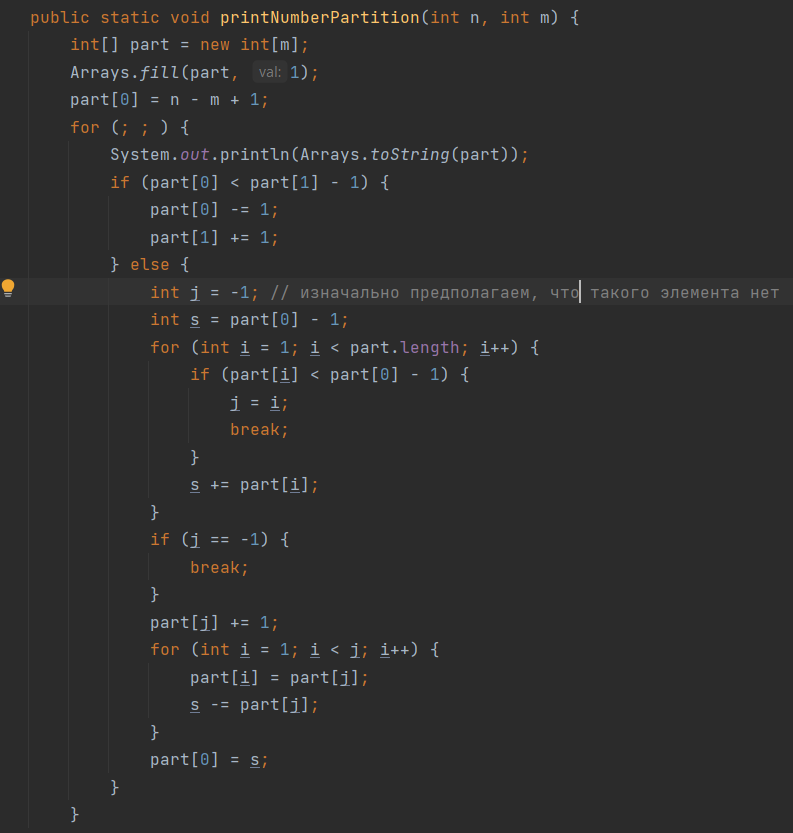 public static void printNumberPartition(int n, int m) {
int[] part = new int[m];
Arrays.fill(part, val: 1);
part[0] = n - m + 1;
for (; ; ) {
System.out.println(Arrays.toString(part));
if (part[0] < part[1] - 1) {
part[0] -= 1;
part[1] += 1;
} else {
int j = -1; // изначально предполагаем, что такого элемента нет
int s = part[0] - 1;
for (int i = 1; i < part.length; i++) {
if (part[i] < part[0] - 1) {
j = i;
break;
}
s += part[i];
}
if (j == -1) {
break;
}
part[j] += 1;
for (int i = 1; i < j; i++) {
part[i] = part[j];
s -= part[j];
}
part[0] = s;
}
}